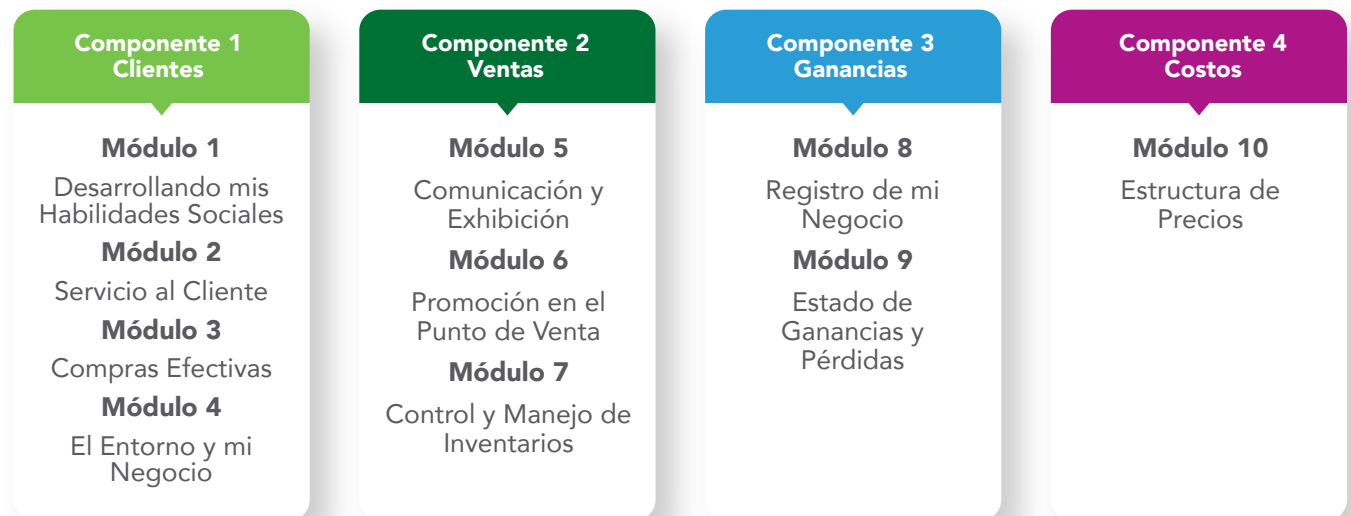 Componente 1
Clientes
Módulo 1
Desarrollando mis
Habilidades Sociales
Módulo 2
Servicio al Cliente
Módulo 3
Compras Efectivas
Módulo 4
El Entorno y mi
Negocio
Componente 2
Ventas
Módulo 5
Comunicación y
Exhibición
Módulo 6
Promoción en el
Punto de Venta
Módulo 7
Control y Manejo de
Inventarios
Componente 3
Ganancias
Módulo 8
Registro de mi
Negocio
Módulo 9
Estado de
Ganancias y
Pérdidas
Componente 4
Costos
Módulo 10
Estructura de
Precios